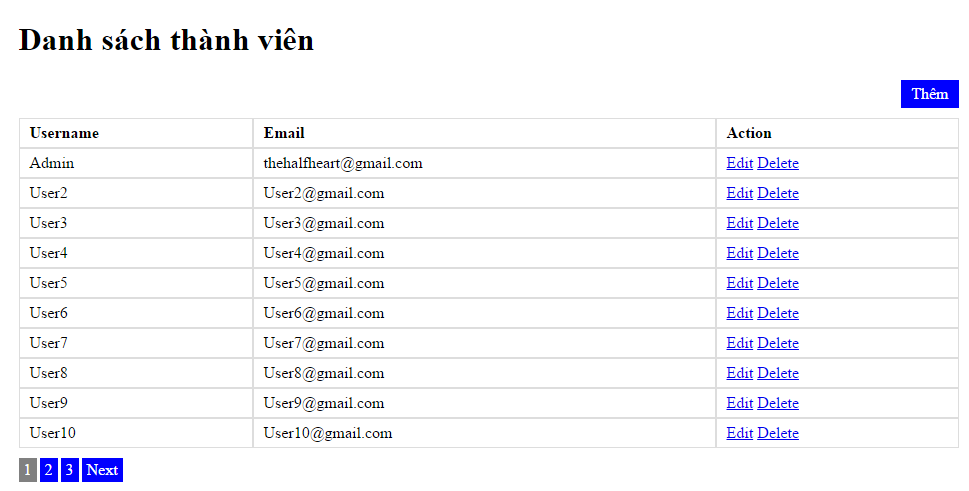 Danh sách thành viên
Thêm
Username Email Action
Admin thehalfheart@gmail.com Edit Delete
User2 User2@gmail.com Edit Delete
User3 User3@gmail.com Edit Delete
User4 User4@gmail.com Edit Delete
User5 User5@gmail.com Edit Delete
User6 User6@gmail.com Edit Delete
User7 User7@gmail.com Edit Delete
User8 User8@gmail.com Edit Delete
User9 User9@gmail.com Edit Delete
User10 User10@gmail.com Edit Delete
1 2 3 Next